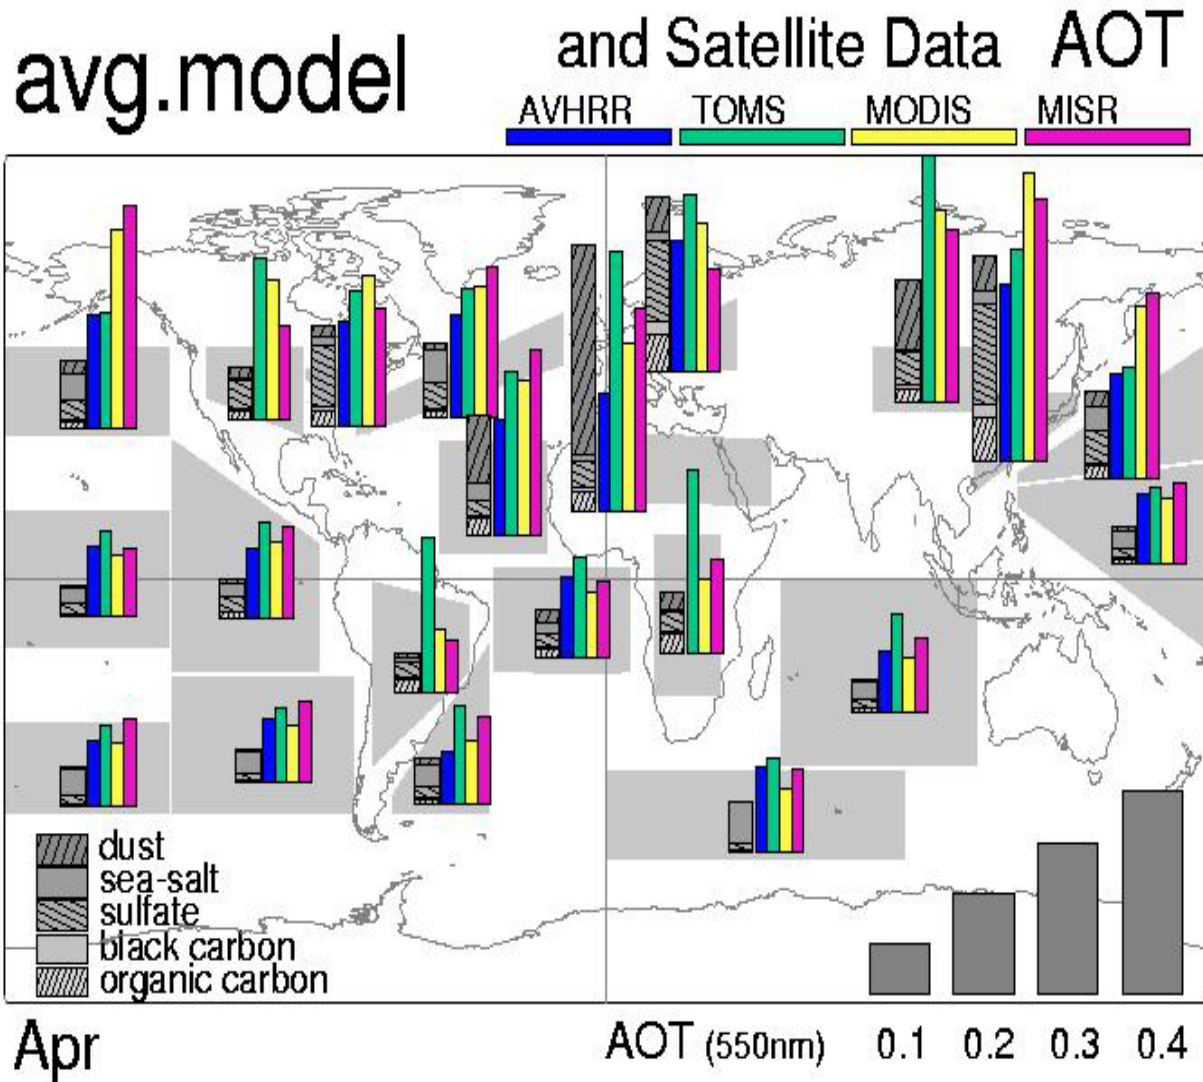 avg.model and Satellite Data AOT
AVHRR TOMS MODIS MISR
dust
sea-salt
sulfate
black carbon
organic carbon
Apr AOT (550nm) 0.1 0.2 0.3 0.4